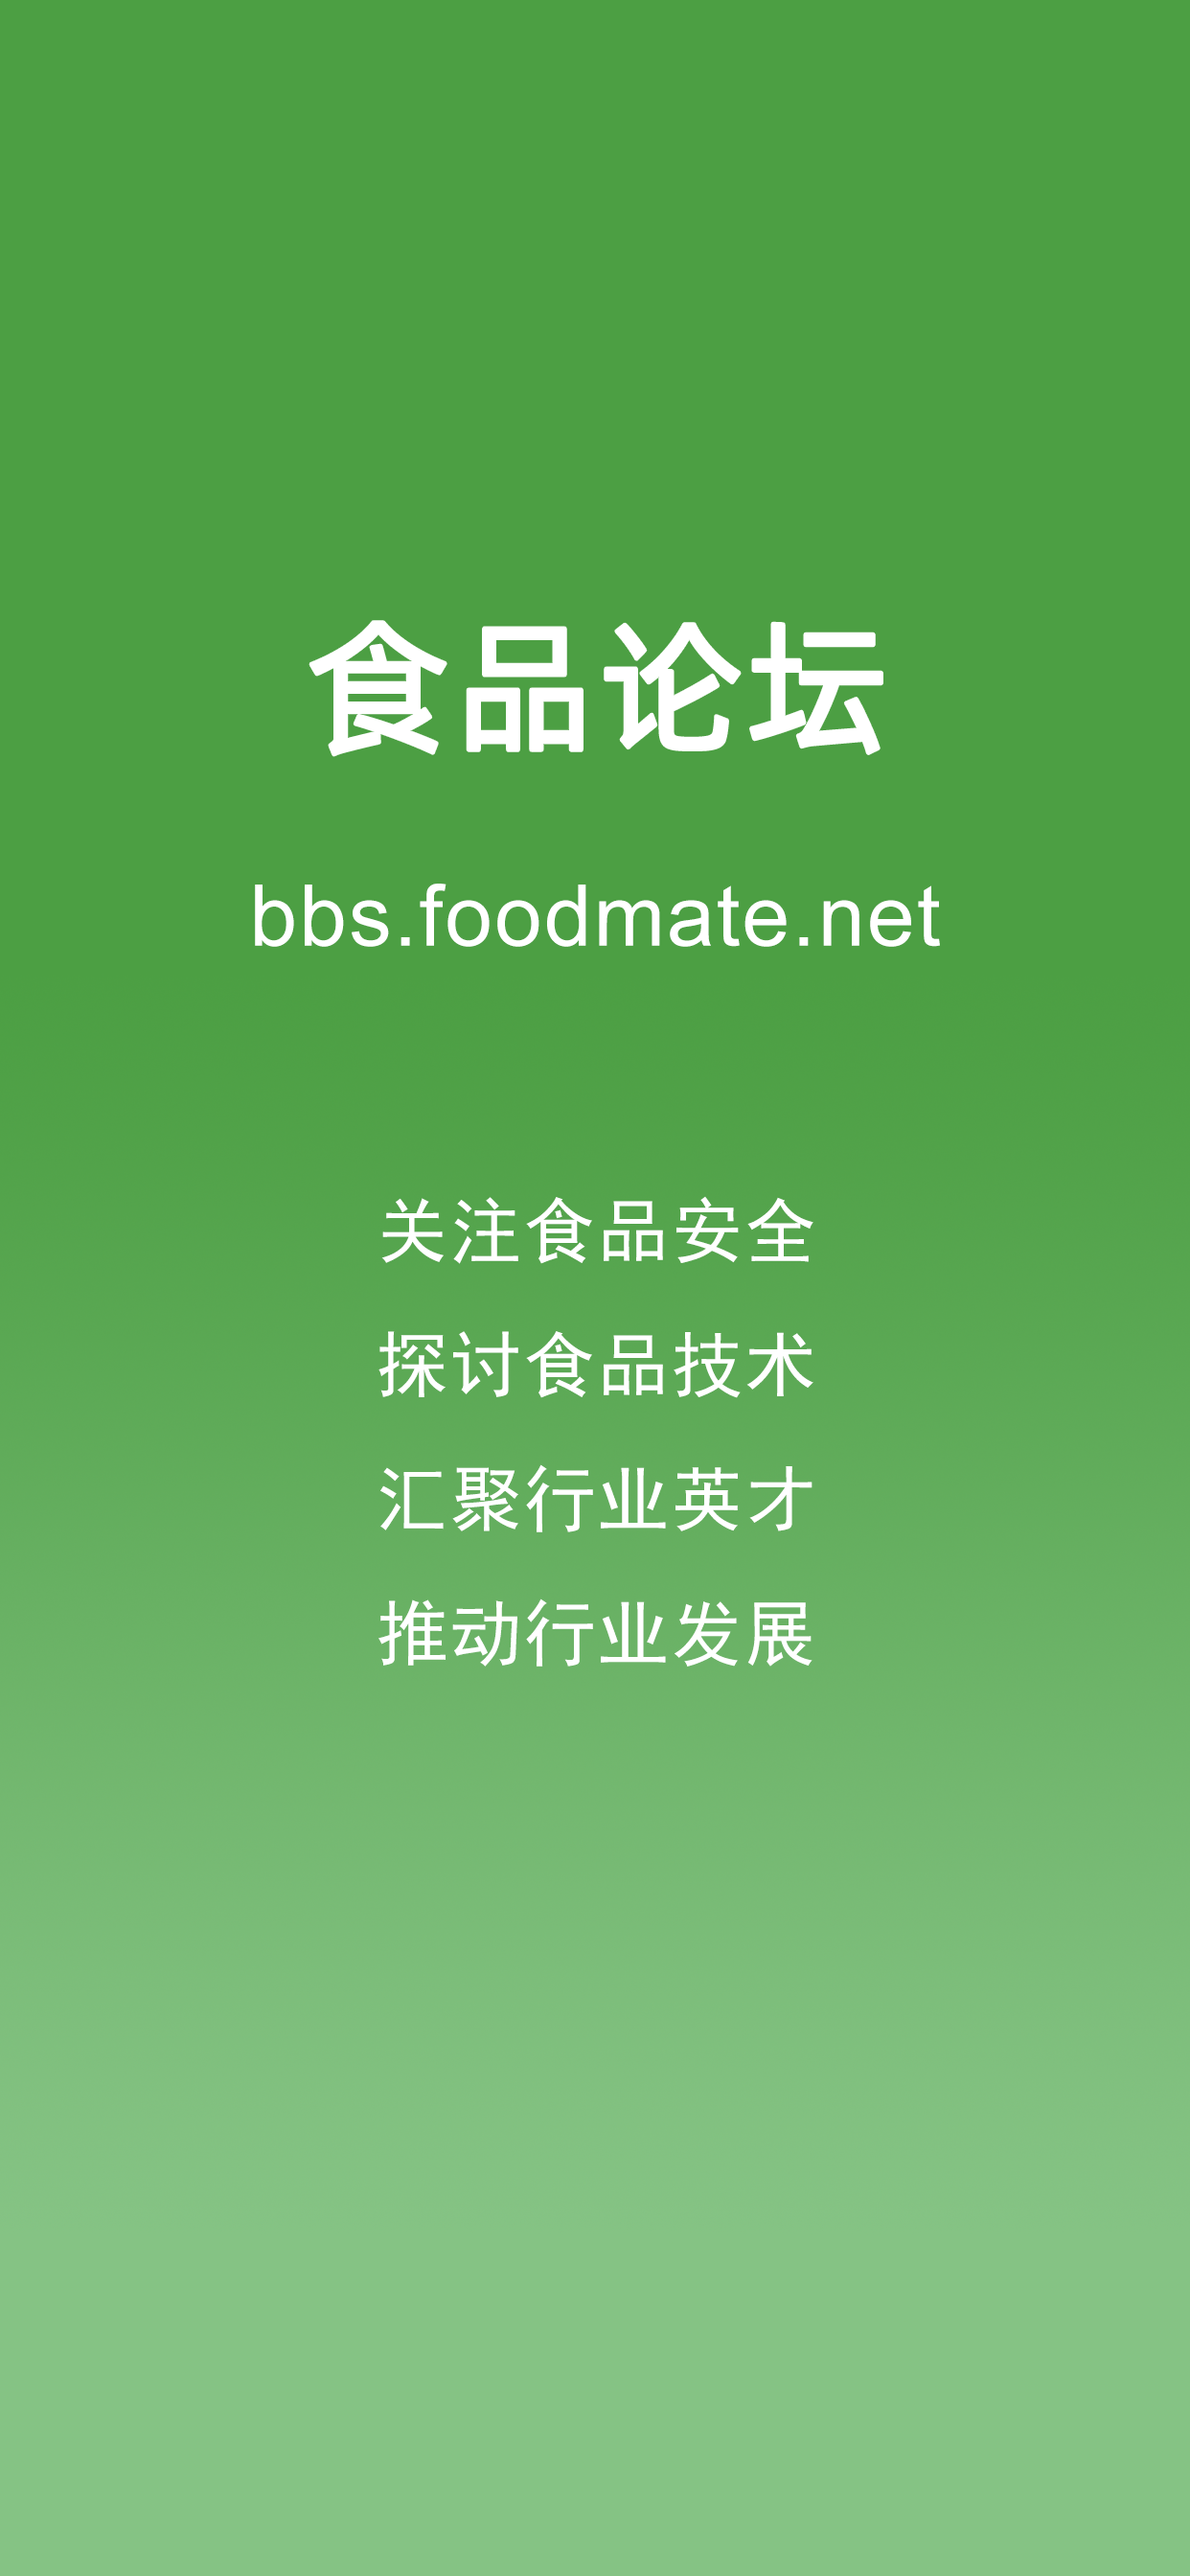 食品论坛
bbs.foodmate.net
关注食品安全
探讨食品技术
汇聚行业英才
推动行业发展